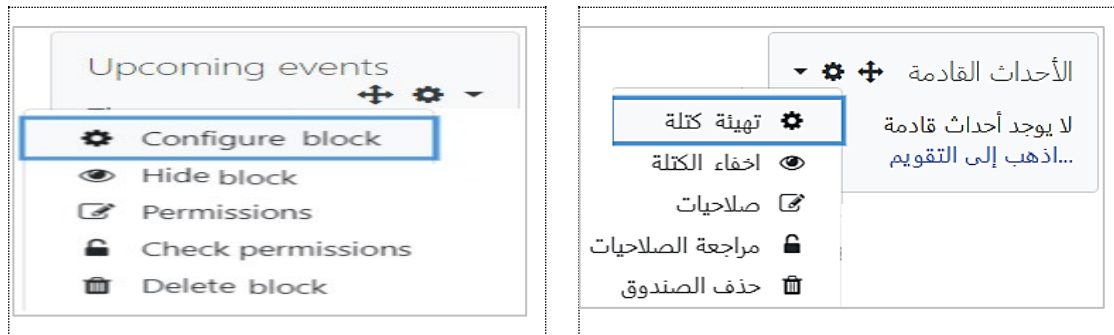 Upcoming events
Configure block
Hide block
Permissions
Check permissions
Delete block
الأحداث القادمة
لا يوجد أحداث قادمة
اذهب إلى التقويم...
تهيئة كتلة
اخفاء الكتلة
صلاحيات
مراجعة الصلاحيات
حذف الصندوق